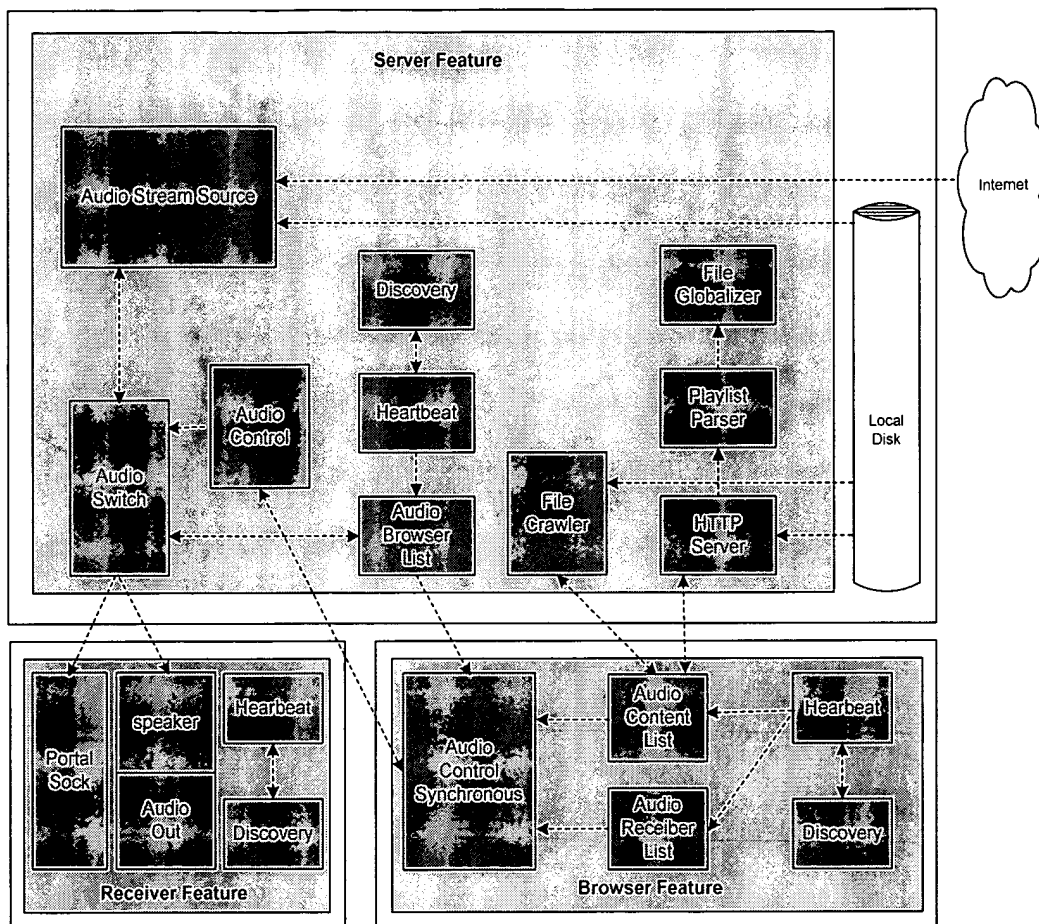 Server Feature
Internet
Audio Stream Source
Discovery
File
Globalizer
Audio
Control
Heartbeat
Playlist
Parser
Local
Disk
Audio
Switch
Audio
Browser
List
File
Crawler
HTTP
Server
Portal
Sock
speaker
Hearbeat
Audio
Out
Discovery
Receiver Feature
Audio
Control
Synchronous
Audio
Content
List
Hearbeat
Audio
Receiber
List
Discovery
Browser Feature